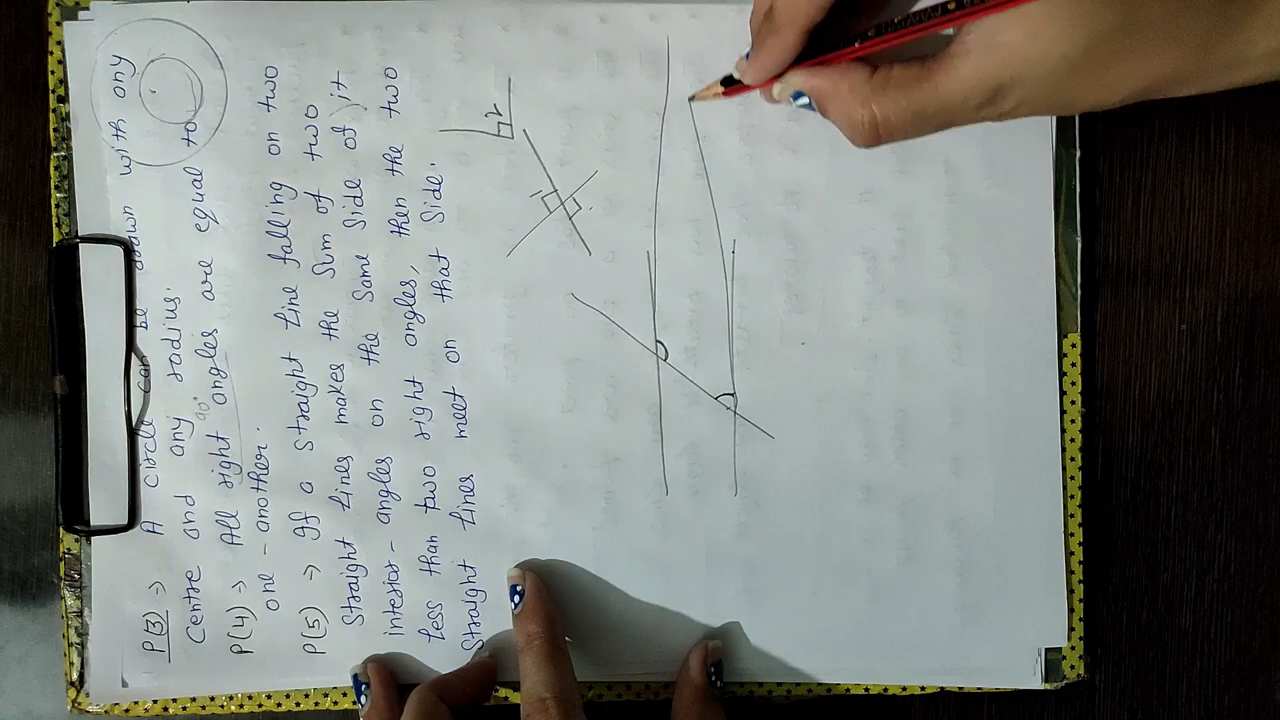 P(3) → A circle can be drawn with any
Centre and any radius.
P(4) → All right angles are equal to
90°
one - another.
P(5) → If a straight line falling on two
straight lines makes the sum of two
interior - angles on the same side of it
less than two right angles, then the two
straight lines meet on that side.